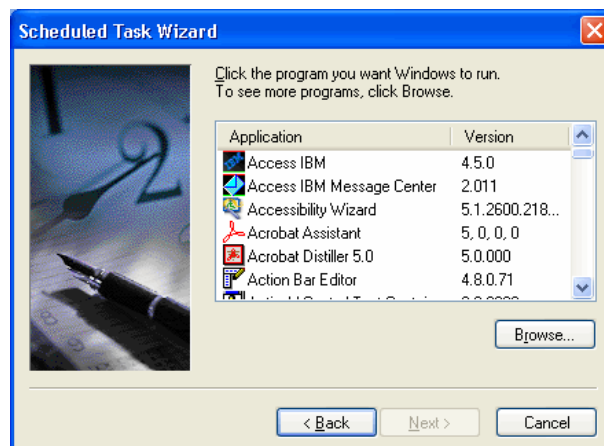 Scheduled Task Wizard
Click the program you want Windows to run.
To see more programs, click Browse.
Application Version
Access IBM 4.5.0
Access IBM Message Center 2.011
Accessibility Wizard 5.1.2600.218...
Acrobat Assistant 5, 0, 0, 0
Acrobat Distiller 5.0 5.0.000
Action Bar Editor 4.8.0.71
Browse...
< Back Next > Cancel